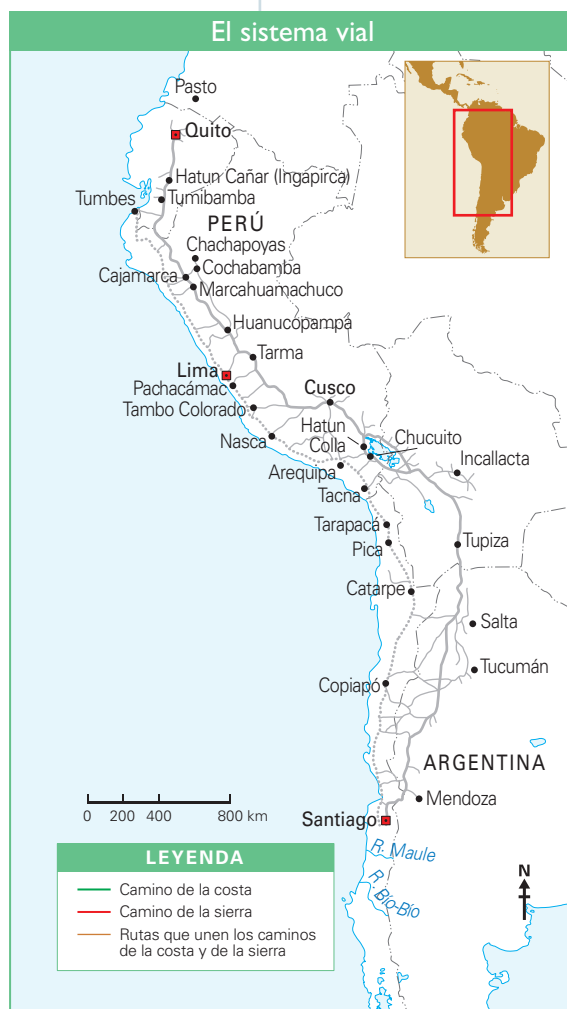 El sistema vial
Pasto
Quito
Hatun Cañar (Ingapirca)
Tumibamba
Tumbes
PERÚ
Chachapoyas
Cochabamba
Cajamarca
Marcahuamachuco
Huanucopampa
Tarma
Lima
Pachacámac
Cusco
Tambo Colorado
Hatun
Colla
Chucuito
Nasca
Incallacta
Arequipa
Tacna
Tarapacá
Pica
Tupiza
Catarpe
Salta
Tucumán
Copiapó
ARGENTINA
Mendoza
0 200 400 800 km
Santiago
R. Maule
R. Bío-Bío
N
LEYENDA
Camino de la costa
Camino de la sierra
Rutas que unen los caminos
de la costa y de la sierra